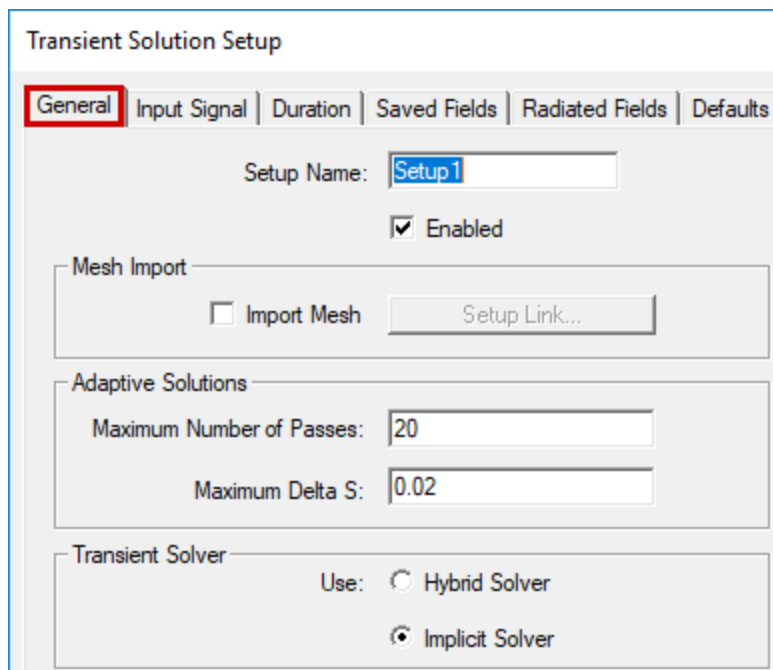 Transient Solution Setup
General Input Signal Duration Saved Fields Radiated Fields Defaults
Setup Name: Setup1
Enabled
Mesh Import
Import Mesh Setup Link...
Adaptive Solutions
Maximum Number of Passes: 20
Maximum Delta S: 0.02
Transient Solver
Use: Hybrid Solver
Implicit Solver